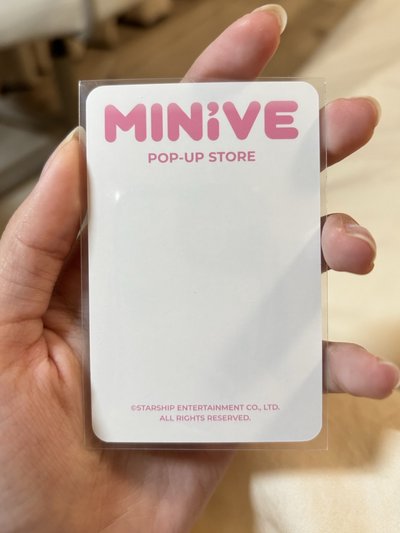 MINiVE
POP-UP STORE
©STARSHIP ENTERTAINMENT CO., LTD.
ALL RIGHTS RESERVED.